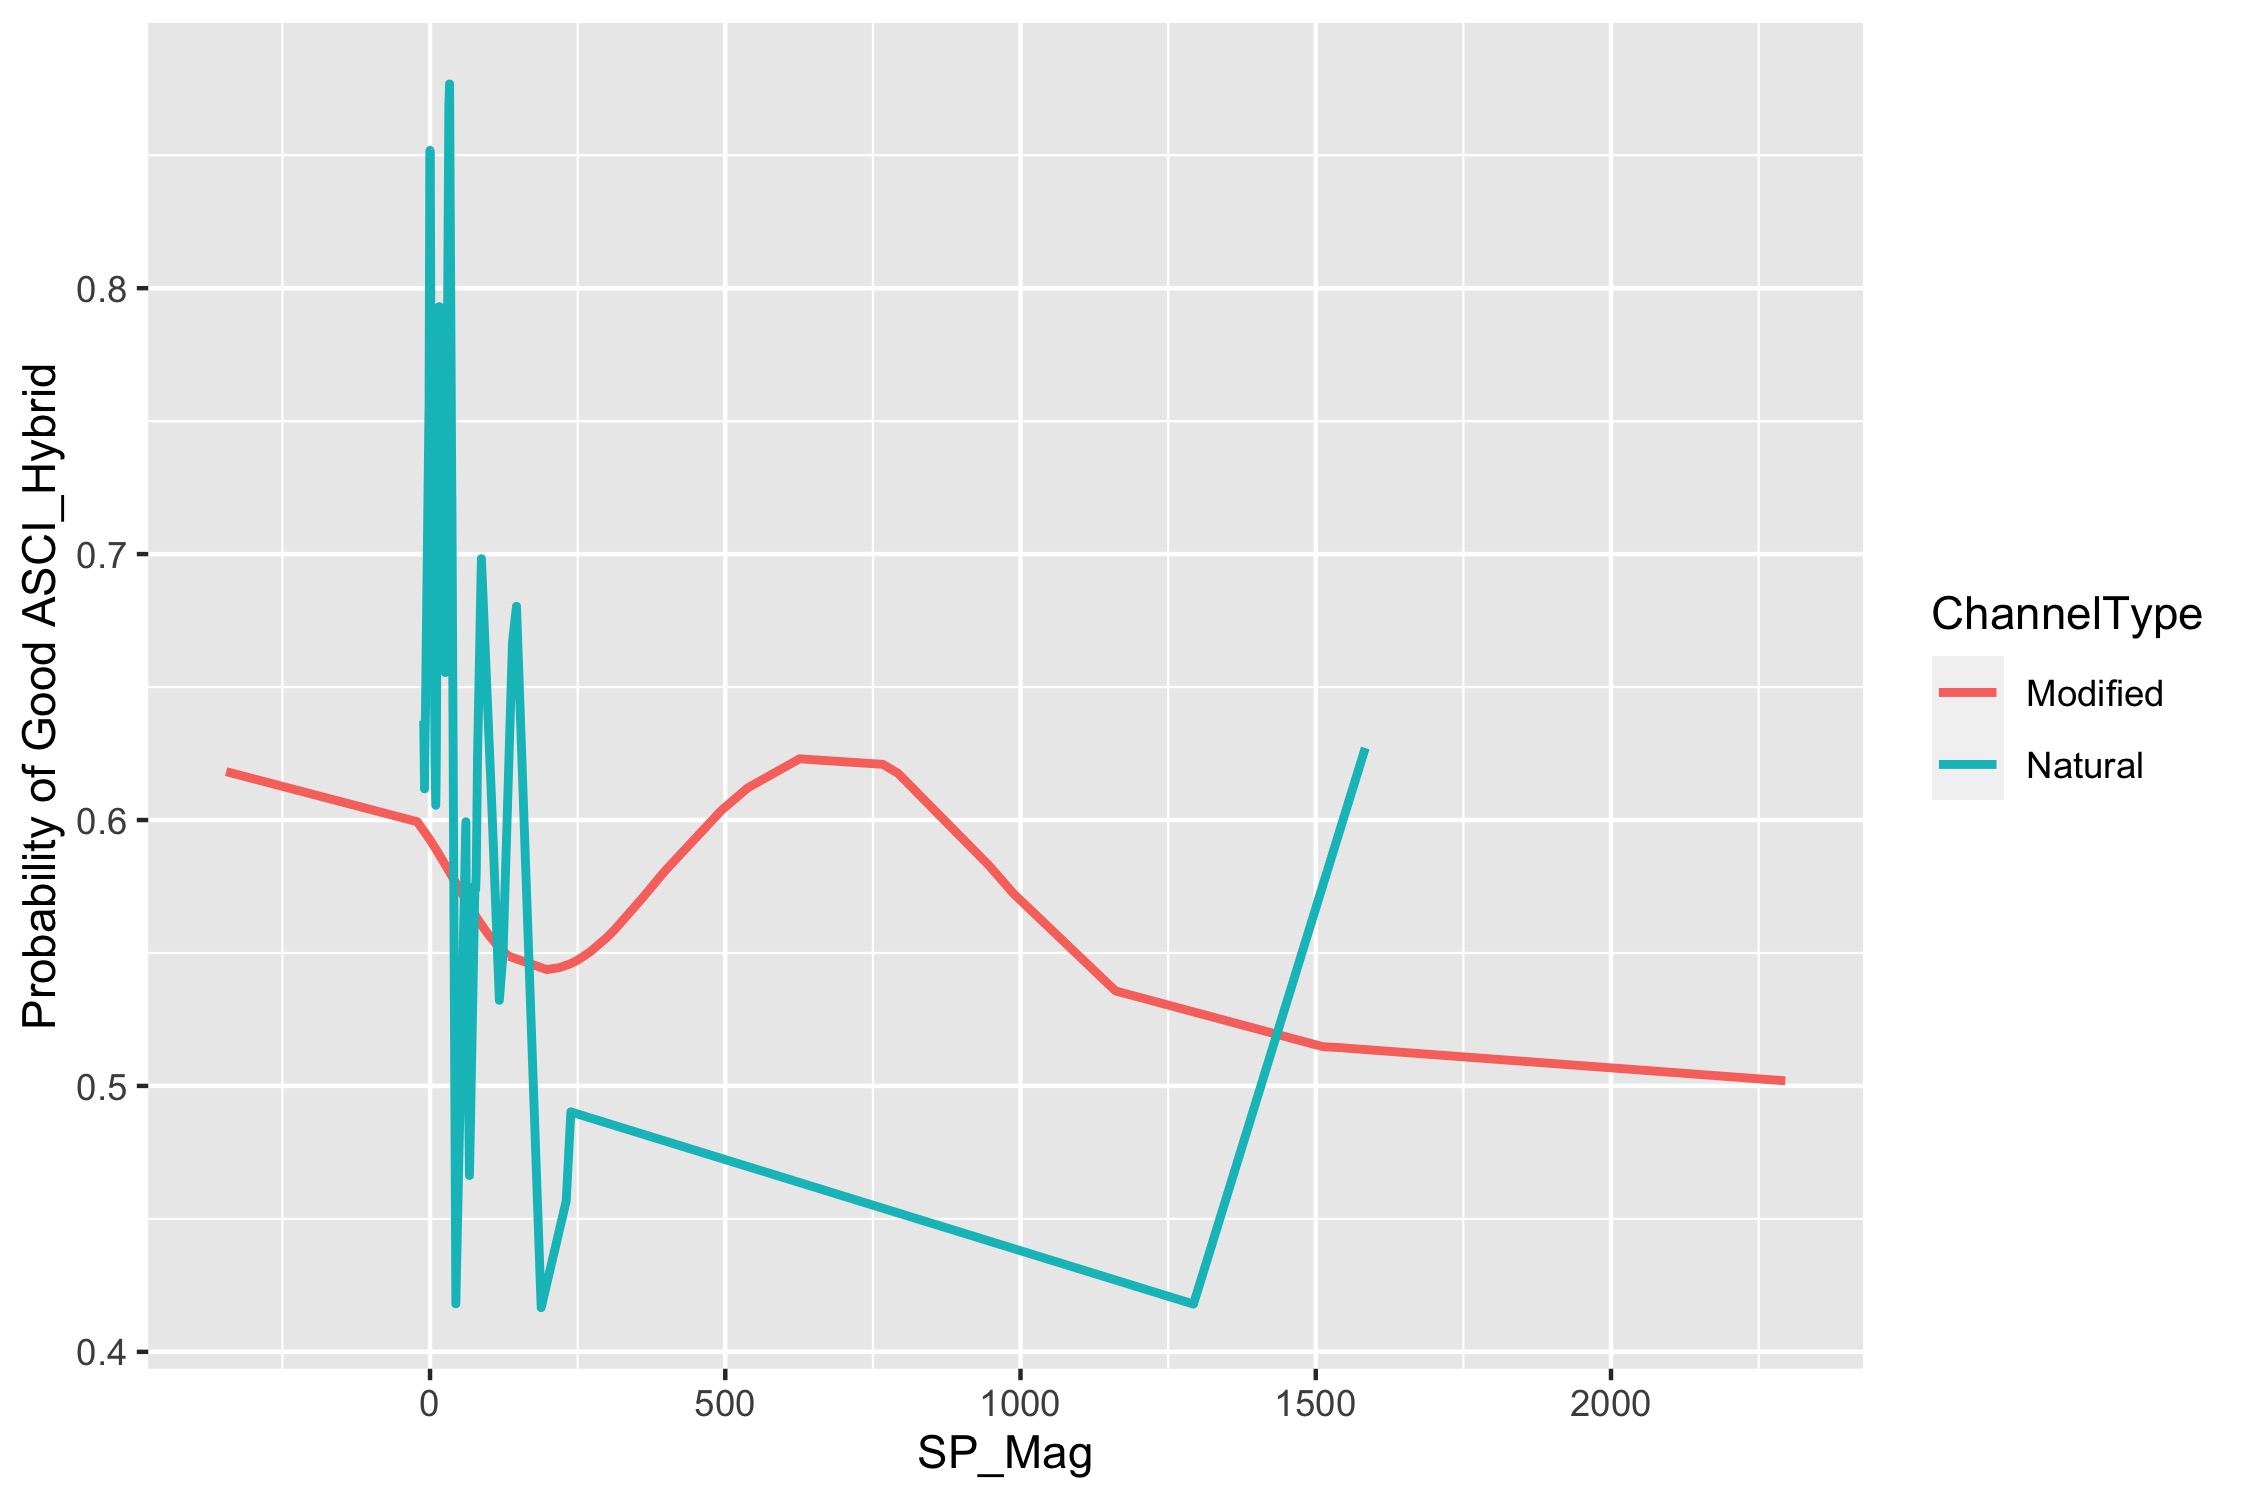 Probability of Good ASCI_Hybrid
0.8
0.7
0.6
0.5
0.4
0
500
1000
1500
2000
SP_Mag
ChannelType
Modified
Natural